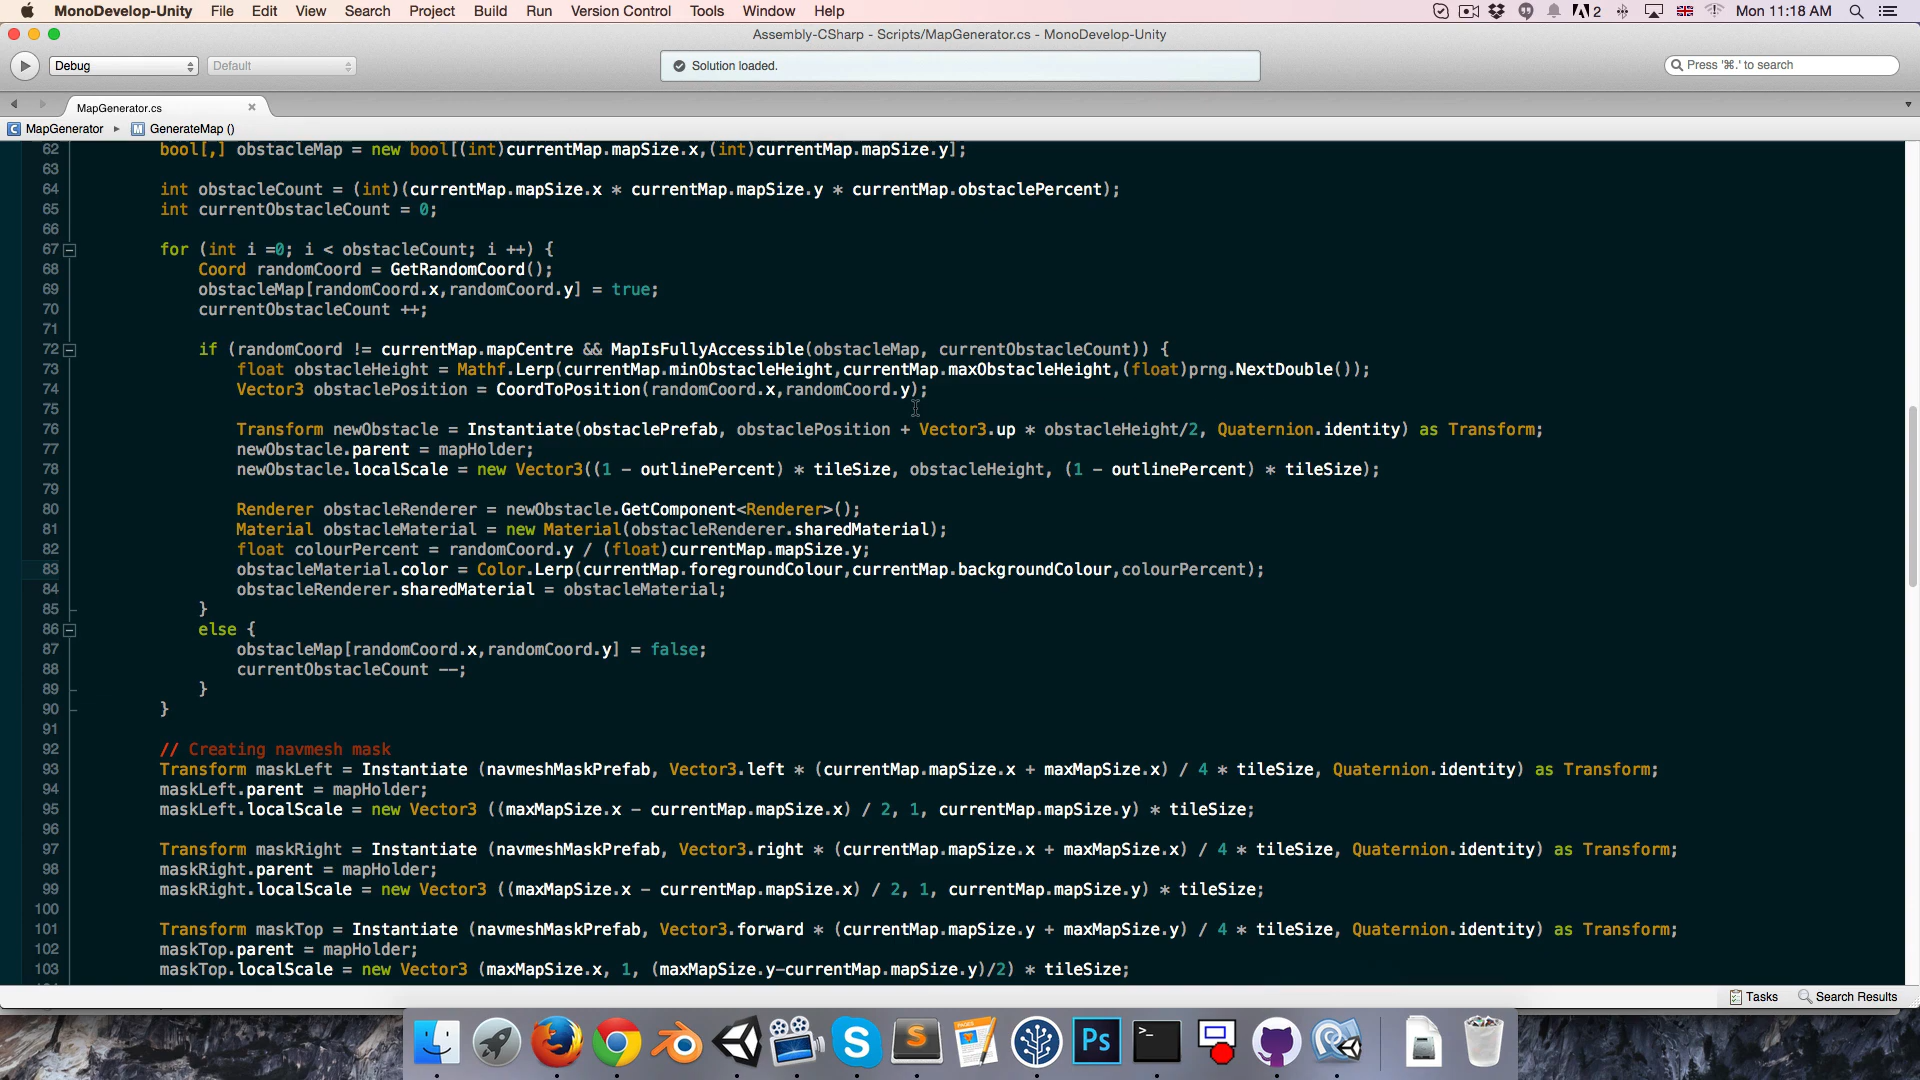 MonoDevelop-Unity File Edit View Search Project Build Run Version Control Tools Window Help 2 Mon 11:18 AM
Assembly-CSharp - Scripts/MapGenerator.cs - MonoDevelop-Unity
Debug Default Solution loaded. Press '⌘.' to search
MapGenerator.cs
C MapGenerator M GenerateMap ()
62 bool[,] obstacleMap = new bool[(int)currentMap.mapSize.x,(int)currentMap.mapSize.y];
63
64 int obstacleCount = (int)(currentMap.mapSize.x * currentMap.mapSize.y * currentMap.obstaclePercent);
65 int currentObstacleCount = 0;
66
67 for (int i =0; i < obstacleCount; i ++) {
68 Coord randomCoord = GetRandomCoord();
69 obstacleMap[randomCoord.x,randomCoord.y] = true;
70 currentObstacleCount ++;
71
72 if (randomCoord != currentMap.mapCentre && MapIsFullyAccessible(obstacleMap, currentObstacleCount)) {
73 float obstacleHeight = Mathf.Lerp(currentMap.minObstacleHeight,currentMap.maxObstacleHeight,(float)prng.NextDouble());
74 Vector3 obstaclePosition = CoordToPosition(randomCoord.x,randomCoord.y);
75
76 Transform newObstacle = Instantiate(obstaclePrefab, obstaclePosition + Vector3.up * obstacleHeight/2, Quaternion.identity) as Transform;
77 newObstacle.parent = mapHolder;
78 newObstacle.localScale = new Vector3((1 - outlinePercent) * tileSize, obstacleHeight, (1 - outlinePercent) * tileSize);
79
80 Renderer obstacleRenderer = newObstacle.GetComponent<Renderer>();
81 Material obstacleMaterial = new Material(obstacleRenderer.sharedMaterial);
82 float colourPercent = randomCoord.y / (float)currentMap.mapSize.y;
83 obstacleMaterial.color = Color.Lerp(currentMap.foregroundColour,currentMap.backgroundColour,colourPercent);
84 obstacleRenderer.sharedMaterial = obstacleMaterial;
85 }
86 else {
87 obstacleMap[randomCoord.x,randomCoord.y] = false;
88 currentObstacleCount --;
89 }
90 }
91
92 // Creating navmesh mask
93 Transform maskLeft = Instantiate (navmeshMaskPrefab, Vector3.left * (currentMap.mapSize.x + maxMapSize.x) / 4 * tileSize, Quaternion.identity) as Transform;
94 maskLeft.parent = mapHolder;
95 maskLeft.localScale = new Vector3 ((maxMapSize.x - currentMap.mapSize.x) / 2, 1, currentMap.mapSize.y) * tileSize;
96
97 Transform maskRight = Instantiate (navmeshMaskPrefab, Vector3.right * (currentMap.mapSize.x + maxMapSize.x) / 4 * tileSize, Quaternion.identity) as Transform;
98 maskRight.parent = mapHolder;
99 maskRight.localScale = new Vector3 ((maxMapSize.x - currentMap.mapSize.x) / 2, 1, currentMap.mapSize.y) * tileSize;
100
101 Transform maskTop = Instantiate (navmeshMaskPrefab, Vector3.forward * (currentMap.mapSize.y + maxMapSize.y) / 4 * tileSize, Quaternion.identity) as Transform;
102 maskTop.parent = mapHolder;
103 maskTop.localScale = new Vector3 (maxMapSize.x, 1, (maxMapSize.y-currentMap.mapSize.y)/2) * tileSize;
Tasks Search Results
S S PAGES Ps >_